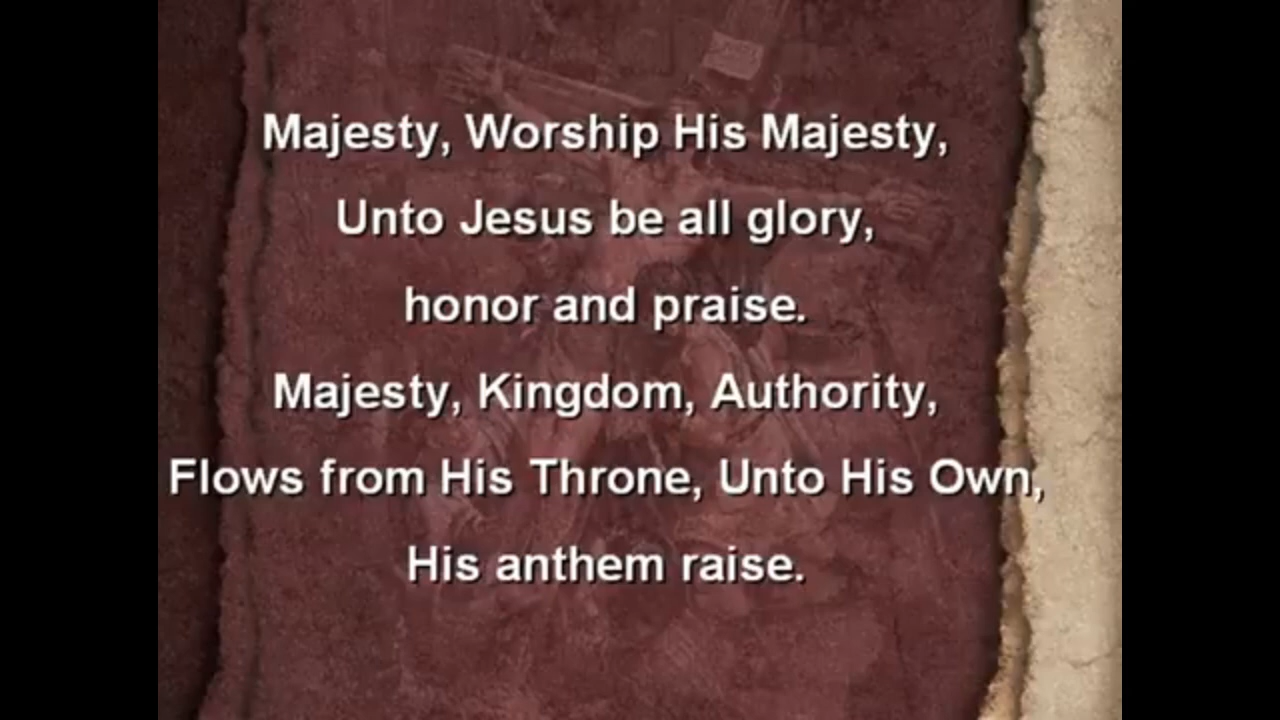 Majesty, Worship His Majesty,
Unto Jesus be all glory,
honor and praise.
Majesty, Kingdom, Authority,
Flows from His Throne, Unto His Own,
His anthem raise.